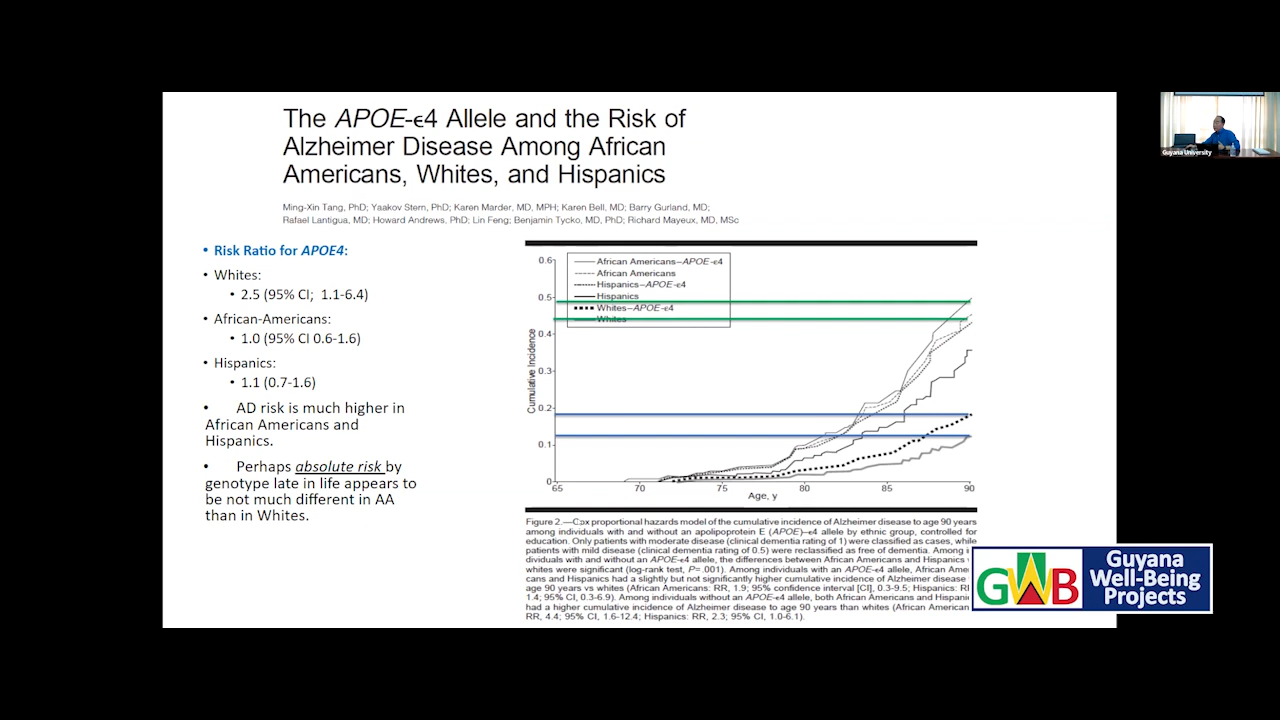 The APOE-ϵ4 Allele and the Risk of
Alzheimer Disease Among African
Americans, Whites, and Hispanics
Ming-Xin Tang, PhD; Yaakov Stern, PhD; Karen Marder, MD, MPH; Karen Bell, MD; Barry Gurland, MD;
Rafael Lantigua, MD; Howard Andrews, PhD; Lin Feng; Benjamin Tycko, MD, PhD; Richard Mayeux, MD, MSc
• Risk Ratio for APOE4:
• Whites:
• 2.5 (95% CI; 1.1-6.4)
• African-Americans:
• 1.0 (95% CI 0.6-1.6)
• Hispanics:
• 1.1 (0.7-1.6)
• AD risk is much higher in
African Americans and
Hispanics.
• Perhaps absolute risk by
genotype late in life appears to
be not much different in AA
than in Whites.
African Americans–APOE-ϵ4
African Americans
Hispanics–APOE-ϵ4
Hispanics
Whites–APOE-ϵ4
Whites
Cumulative Incidence
0.6
0.5
0.4
0.3
0.2
0.1
0
65 70 75 80 85 90
Age, y
Figure 2.—Cox proportional hazards model of the cumulative incidence of Alzheimer disease to age 90 years
among individuals with and without an apolipoprotein E (APOE)–ϵ4 allele by ethnic group, controlled for
education. Only patients with moderate disease (clinical dementia rating of 1) were classified as cases, while
patients with mild disease (clinical dementia rating of 0.5) were reclassified as free of dementia. Among i
dividuals with and without an APOE-ϵ4 allele, the differences between African Americans and Hispanics
whites were significant (log-rank test, P=.001). Among individuals with an APOE-ϵ4 allele, African Ame
cans and Hispanics had a slightly but not significantly higher cumulative incidence of Alzheimer disease
age 90 years vs whites (African Americans: RR, 1.9; 95% confidence interval [CI], 0.3-9.5; Hispanics: RI
1.4; 95% CI, 0.3-6.9). Among individuals without an APOE-ϵ4 allele, both African Americans and Hispani
had a higher cumulative incidence of Alzheimer disease to age 90 years than whites (African American
RR, 4.4; 95% CI, 1.6-12.4; Hispanics: RR, 2.3; 95% CI, 1.0-6.1).
Guyana University
GWB
Guyana
Well-Being
Projects